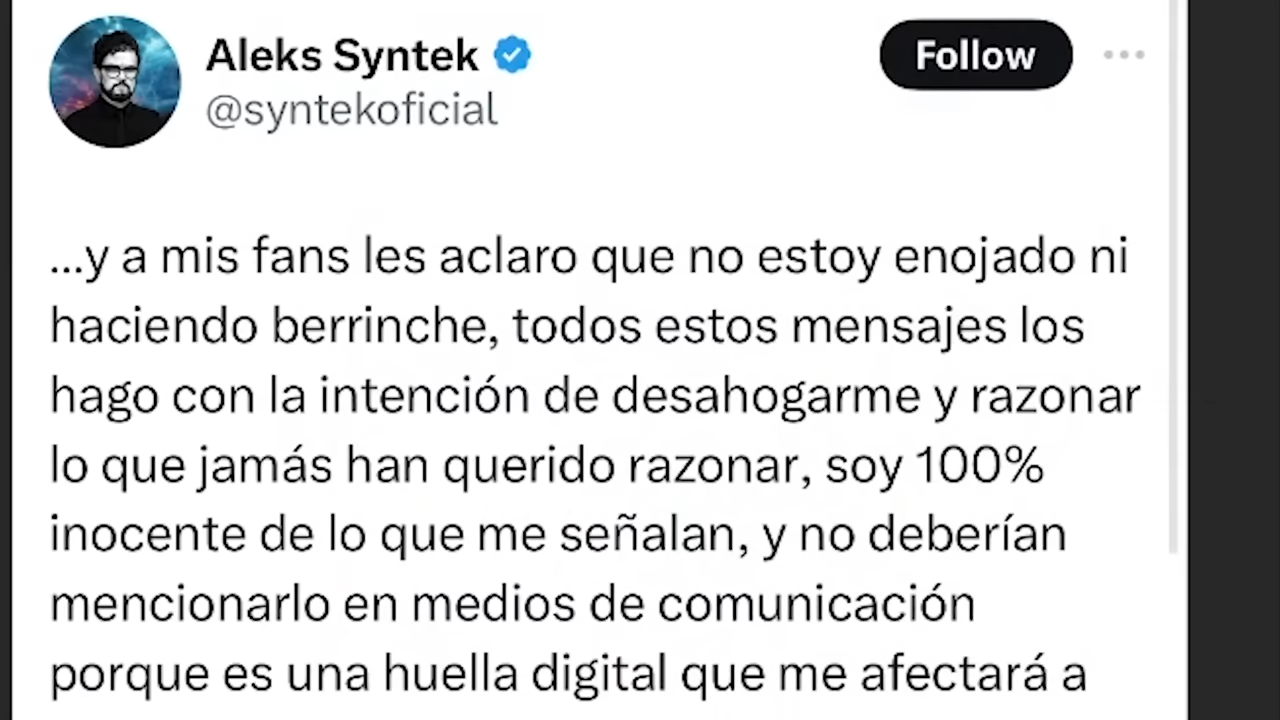 Aleks Syntek
Follow
@syntekoficial
...y a mis fans les aclaro que no estoy enojado ni
haciendo berrinche, todos estos mensajes los
hago con la intención de desahogarme y razonar
lo que jamás han querido razonar, soy 100%
inocente de lo que me señalan, y no deberían
mencionarlo en medios de comunicación
porque es una huella digital que me afectará a